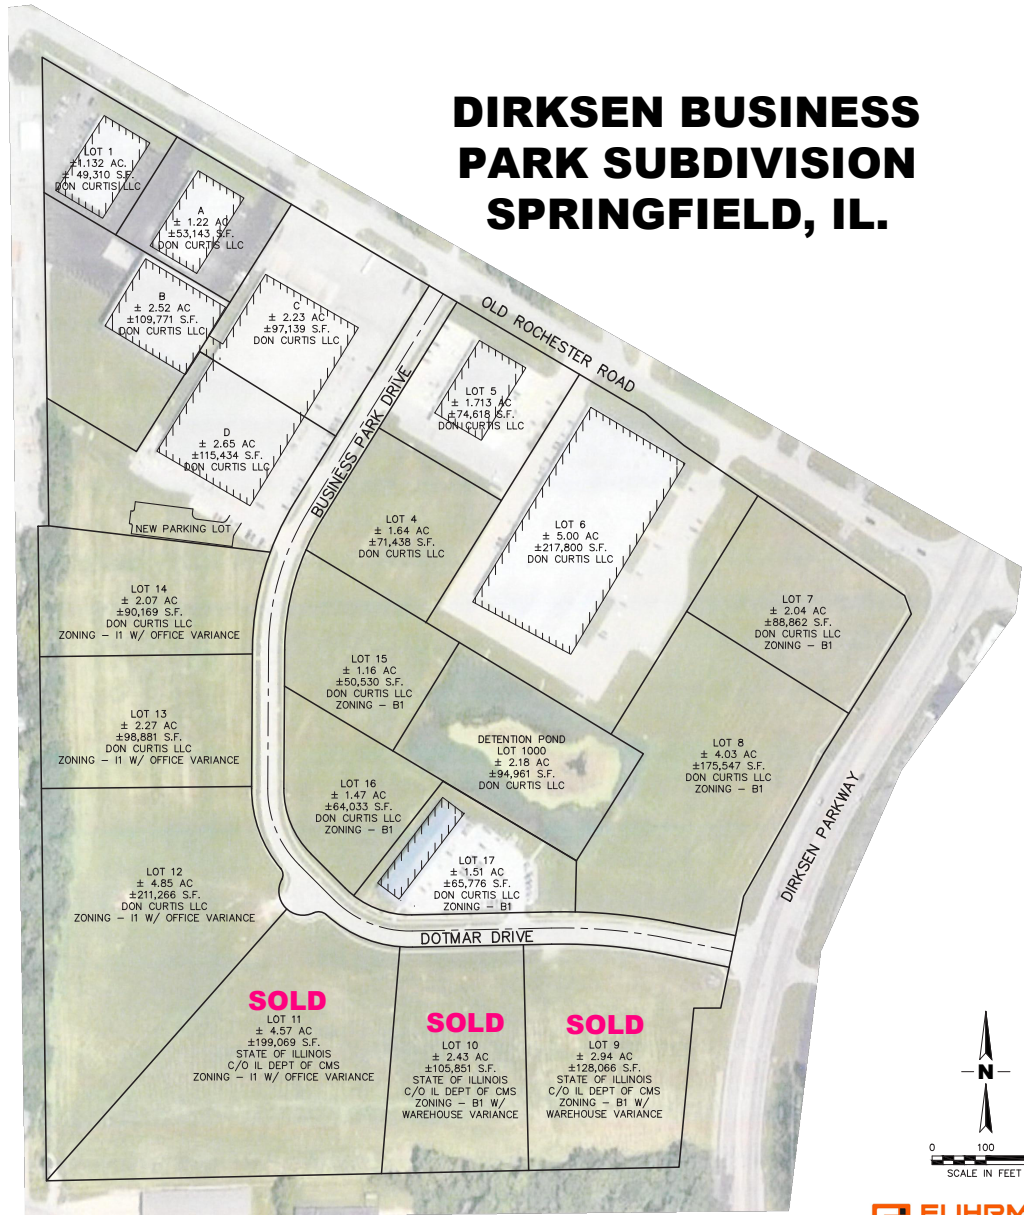 DIRKSEN BUSINESS
PARK SUBDIVISION
SPRINGFIELD, IL.
LOT 1
±1.132 AC.
± 49,310 S.F.
DON CURTIS LLC
A
± 1.22 AC
±53,143 S.F.
DON CURTIS LLC
B
± 2.52 AC
±109,771 S.F.
DON CURTIS LLC
C
± 2.23 AC
±97,139 S.F.
DON CURTIS LLC
D
± 2.65 AC
±115,434 S.F.
DON CURTIS LLC
OLD ROCHESTER ROAD
BUSINESS PARK DRIVE
LOT 5
± 1.713 AC
±74,618 S.F.
DON CURTIS LLC
NEW PARKING LOT
LOT 4
± 1.64 AC
±71,438 S.F.
DON CURTIS LLC
LOT 6
± 5.00 AC
±217,800 S.F.
DON CURTIS LLC
LOT 7
± 2.04 AC
±88,862 S.F.
DON CURTIS LLC
ZONING – B1
LOT 14
± 2.07 AC
±90,169 S.F.
DON CURTIS LLC
ZONING – I1 W/ OFFICE VARIANCE
LOT 15
± 1.16 AC
±50,530 S.F.
DON CURTIS LLC
ZONING – B1
LOT 13
± 2.27 AC
±98,881 S.F.
DON CURTIS LLC
ZONING – I1 W/ OFFICE VARIANCE
DETENTION POND
LOT 1000
± 2.18 AC
±94,961 S.F.
DON CURTIS LLC
LOT 8
± 4.03 AC
±175,547 S.F.
DON CURTIS LLC
ZONING – B1
LOT 16
± 1.47 AC
±64,033 S.F.
DON CURTIS LLC
ZONING – B1
DIRKSEN PARKWAY
LOT 17
± 1.51 AC
±65,776 S.F.
DON CURTIS LLC
ZONING – B1
LOT 12
± 4.85 AC
±211,266 S.F.
DON CURTIS LLC
ZONING – I1 W/ OFFICE VARIANCE
DOTMAR DRIVE
SOLD
LOT 11
± 4.57 AC
±199,069 S.F.
STATE OF ILLINOIS
C/O IL DEPT OF CMS
ZONING – I1 W/ OFFICE VARIANCE
SOLD
LOT 10
± 2.43 AC
±105,851 S.F.
STATE OF ILLINOIS
C/O IL DEPT OF CMS
ZONING – B1 W/
WAREHOUSE VARIANCE
SOLD
LOT 9
± 2.94 AC
±128,066 S.F.
STATE OF ILLINOIS
C/O IL DEPT OF CMS
ZONING – B1 W/
WAREHOUSE VARIANCE
N
0 100
SCALE IN FEET